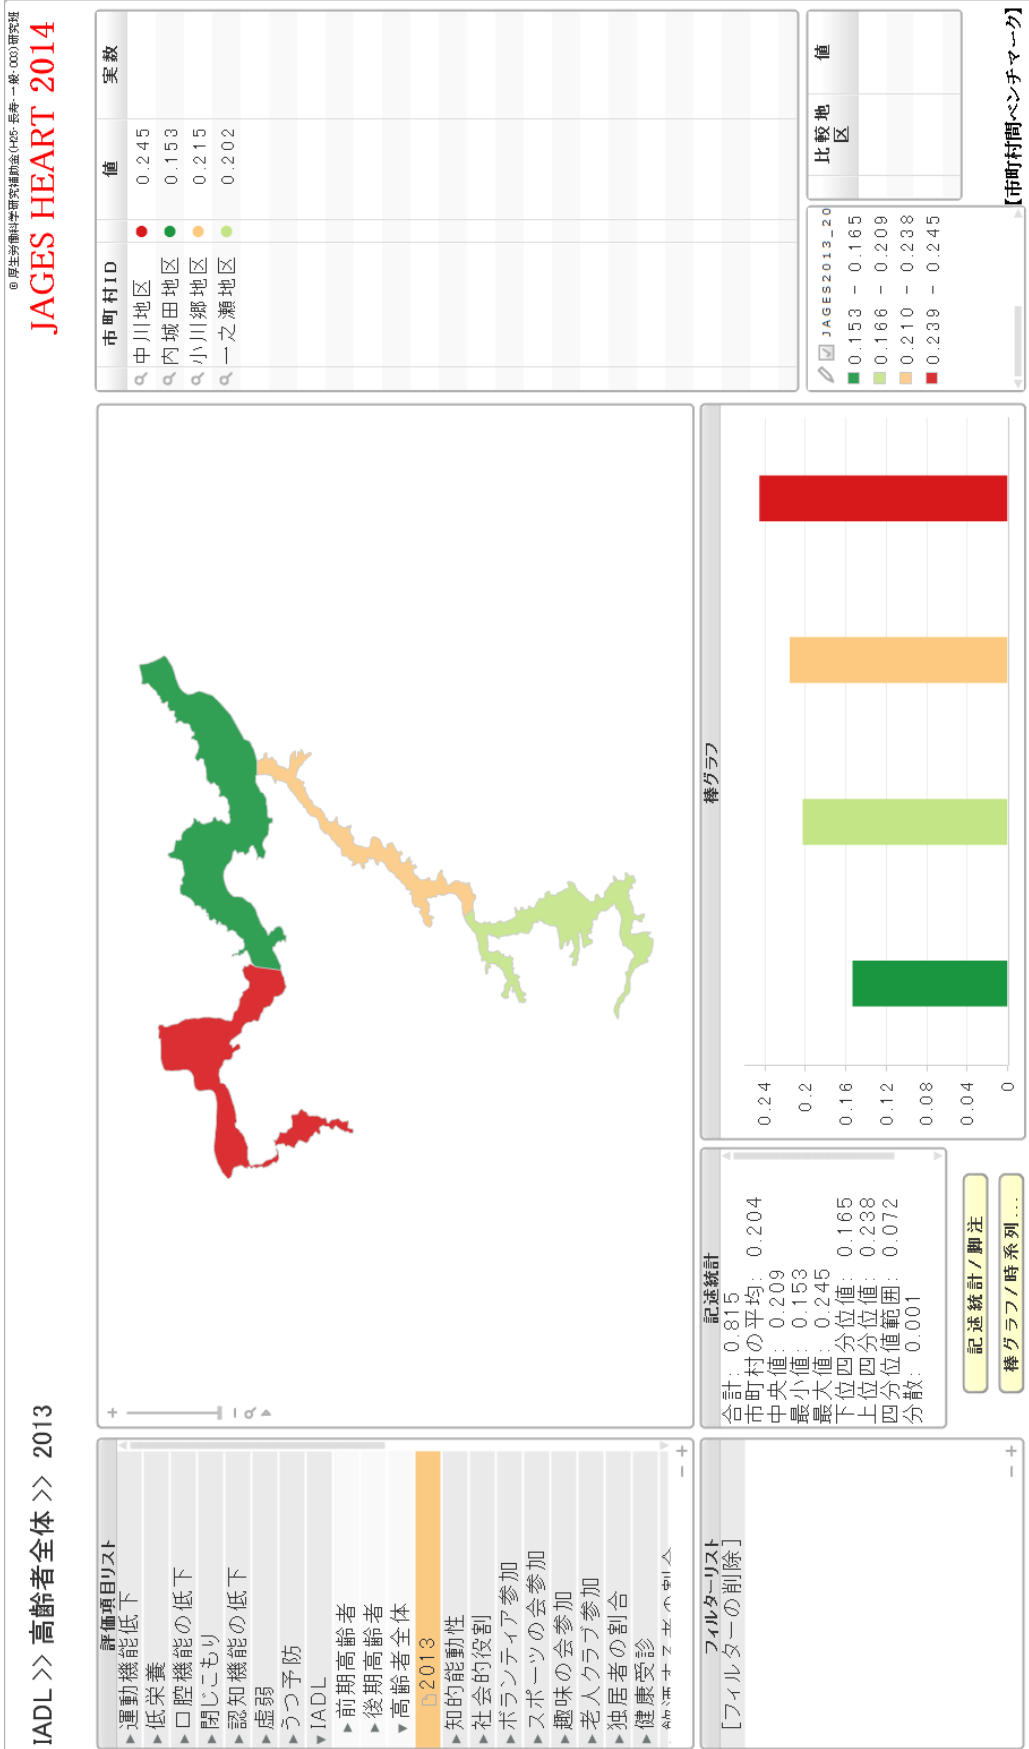 IADL >> 高齢者全体 >> 2013
© 厚生労働科学研究補助金(H25-長寿-一般-003)研究班
JAGES HEART 2014
評価項目リスト
運動機能低下
低栄養
口腔機能の低下
閉じこもり
認知機能の低下
虚弱
うつ予防
IADL
前期高齢者
後期高齢者
高齢者全体
2013
知的能動性
社会的役割
ボランティア参加
スポーツの会参加
趣味の会参加
老人クラブ参加
独居者の割合
健康受診
フィルターリスト
[フィルターの削除]
市町村ID 値 実数
中川地区 0.245
内城田地区 0.153
小川郷地区 0.215
一之瀬地区 0.202
記述統計
合計: 0.815
市町村の平均: 0.204
中央値: 0.209
最小値: 0.153
最大値: 0.245
下位四分位値: 0.165
上位四分位値: 0.238
四分位値範囲: 0.072
分散: 0.001
記述統計/脚注
棒グラフ/時系列...
棒グラフ
0.24
0.2
0.16
0.12
0.08
0.04
0
JAGES2013_20
0.153 - 0.165
0.166 - 0.209
0.210 - 0.238
0.239 - 0.245
比較地区 値
【市町村間ベンチマーク】